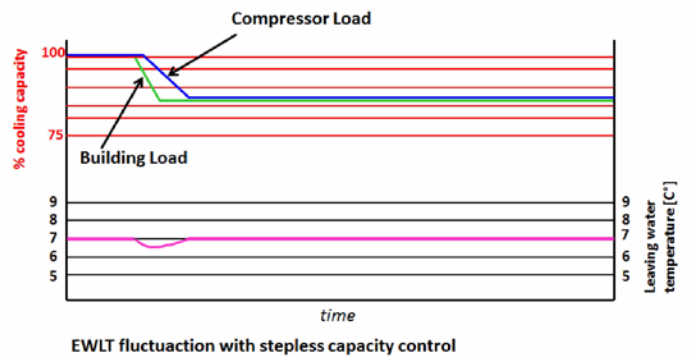 Compressor Load
100
% cooling capacity
75
Building Load
9
8
7
6
5
9
8
7
6
5
Leaving water
temperature [C°]
time
EWLT fluctuaction with stepless capacity control